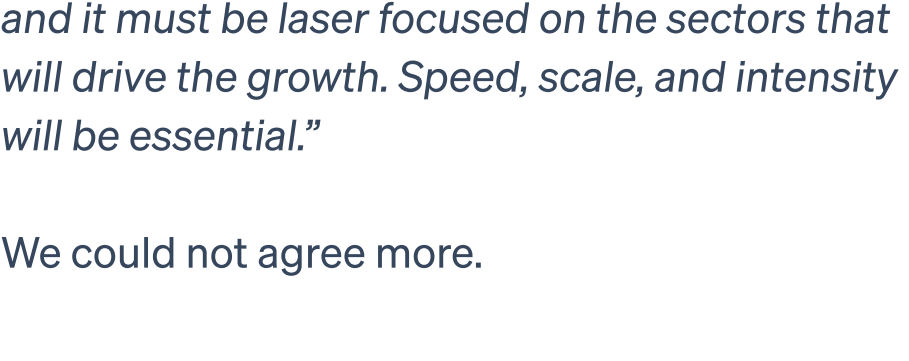 and it must be laser focused on the sectors that
will drive the growth. Speed, scale, and intensity
will be essential.”
We could not agree more.